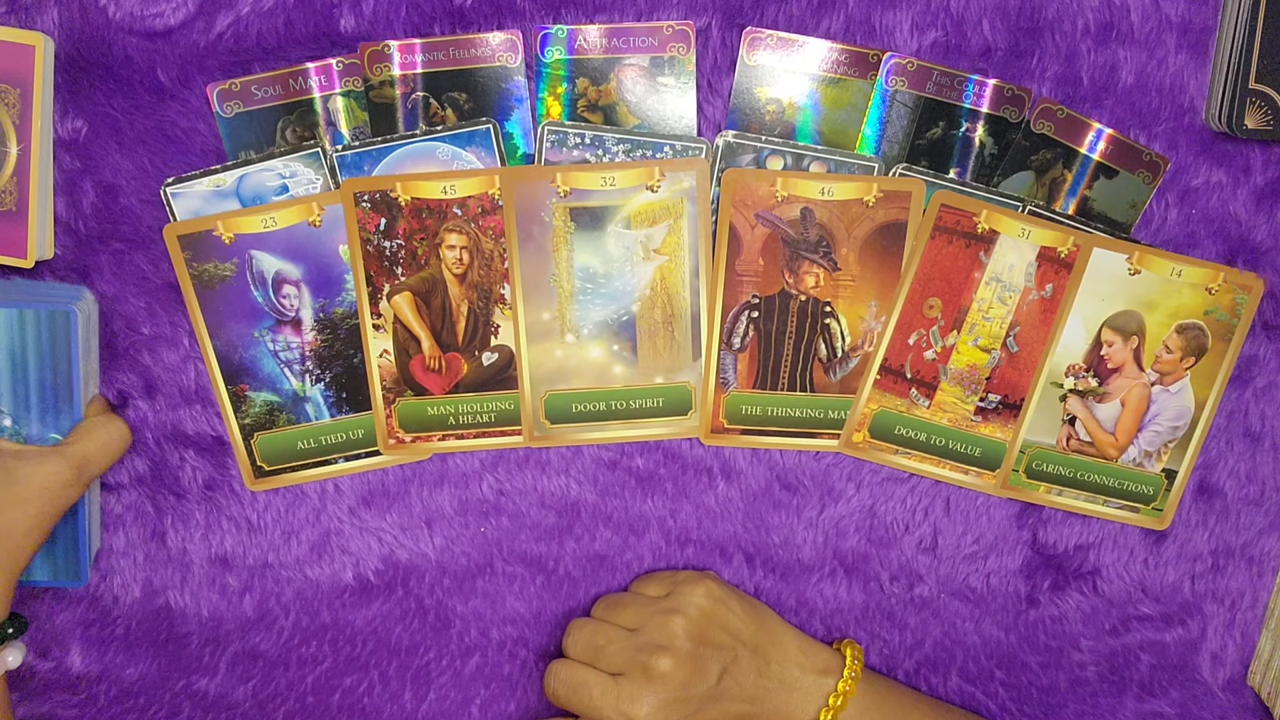 SOUL MATE
ROMANTIC FEELINGS
ATTRACTION
THIS COULD
BE THE ONE
23
ALL TIED UP
45
MAN HOLDING
A HEART
32
DOOR TO SPIRIT
46
THE THINKING MAN
31
DOOR TO VALUE
14
CARING CONNECTIONS